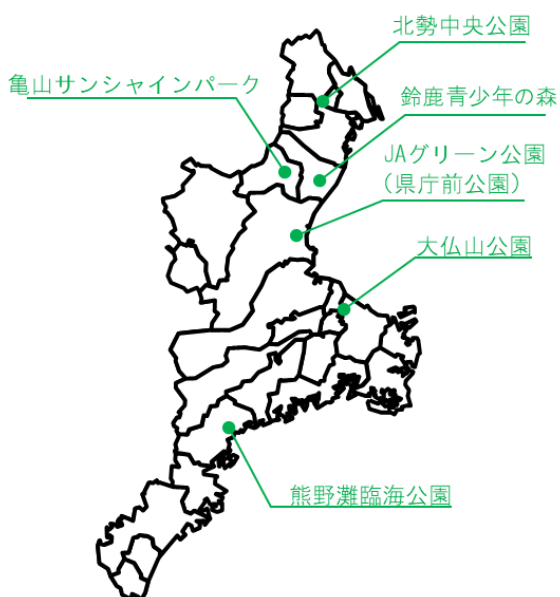 北勢中央公園
亀山サンシャインパーク
鈴鹿青少年の森
JAグリーン公園
(県庁前公園)
大仏山公園
熊野灘臨海公園